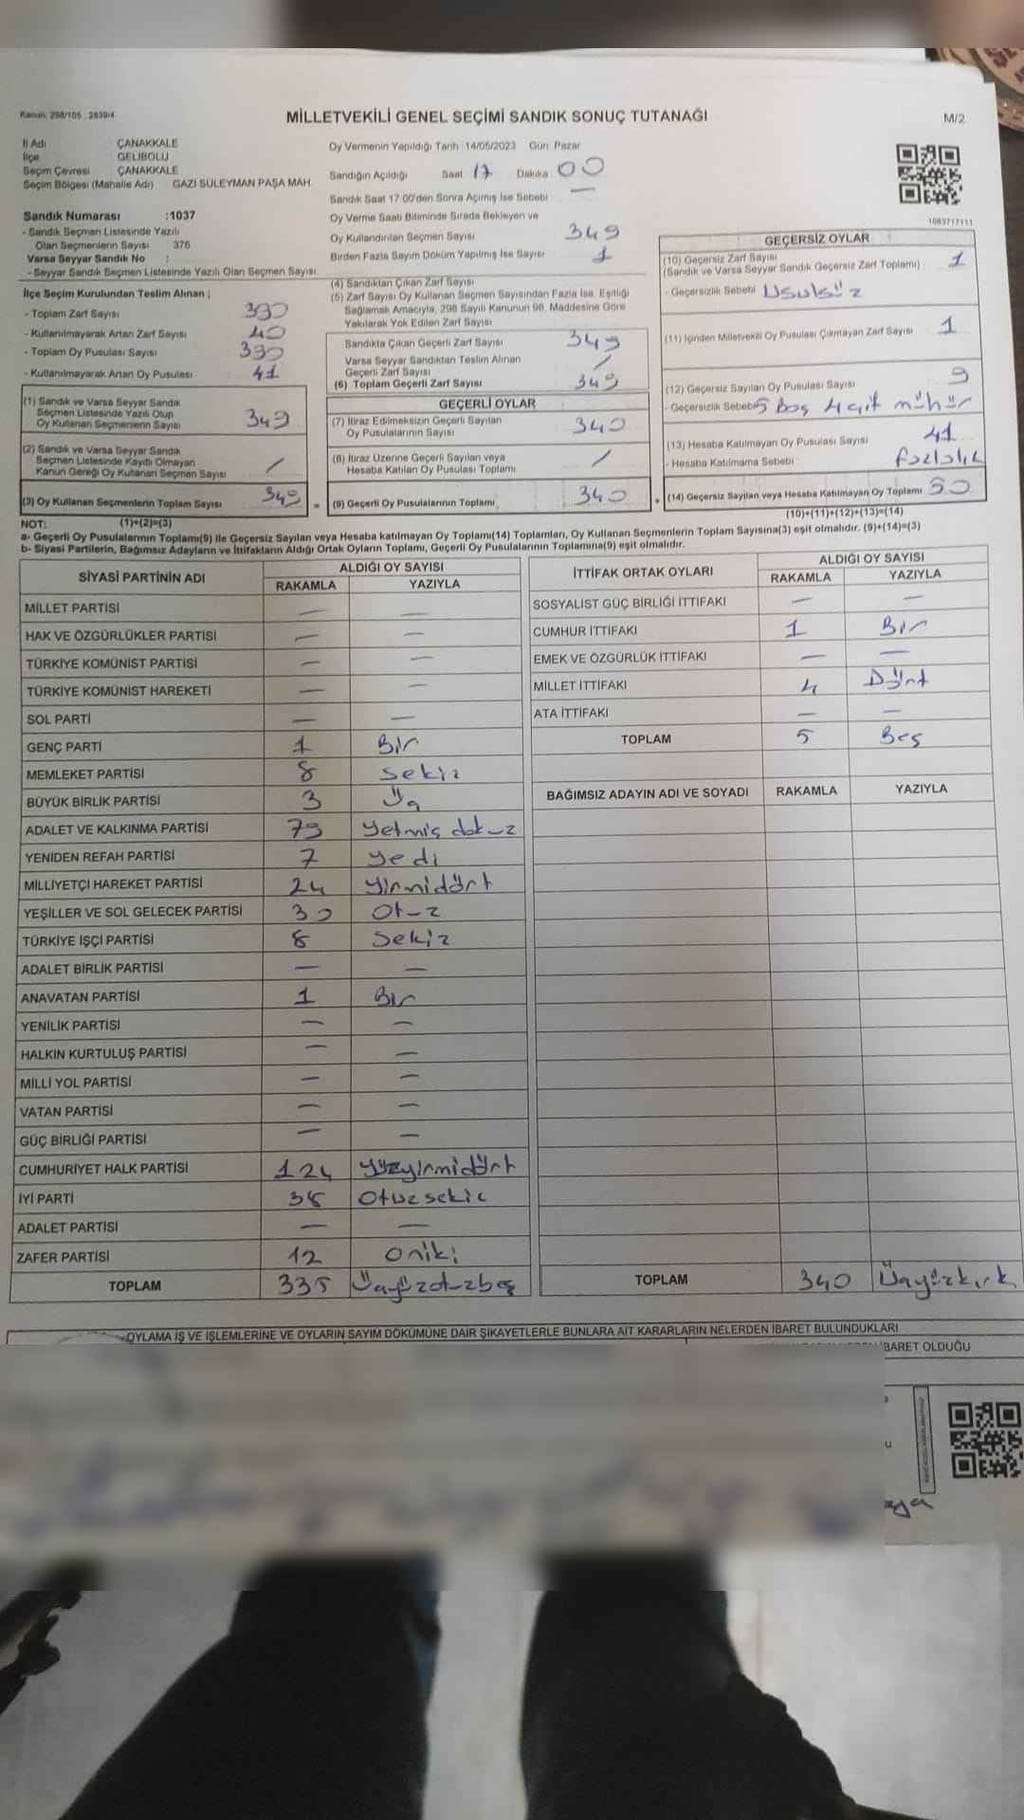 Kanun, 298/105 , 2839/4
MİLLETVEKİLİ GENEL SEÇİMİ SANDIK SONUÇ TUTANAĞI
M/2
İl Adı ÇANAKKALE
İlçe GELİBOLU
Seçim Çevresi ÇANAKKALE
Seçim Bölgesi (Mahalle Adı) GAZİ SÜLEYMAN PAŞA MAH.
Sandık Numarası :1037
- Sandık Seçmen Listesinde Yazılı
Olan Seçmenlerin Sayısı 376
Varsa Seyyar Sandık No :
- Seyyar Sandık Seçmen Listesinde Yazılı Olan Seçmen Sayısı
Oy Vermenin Yapıldığı Tarih 14/05/2023 Gün Pazar
Sandığın Açıldığı Saat 17 Dakika 00
Sandık Saat 17.00'den Sonra Açımış İse Sebebi —
Oy Verme Saati Bitiminde Sırada Bekleyen ve
Oy Kullandırılan Seçmen Sayısı 349
Birden Fazla Sayım Döküm Yapılmış İse Sayısı 1
1083717111
İlçe Seçim Kurulundan Teslim Alınan ;
- Toplam Zarf Sayısı 390
- Kullanılmayarak Artan Zarf Sayısı 40
- Toplam Oy Pusulası Sayısı 390
- Kullanılmayarak Artan Oy Pusulası 41
(1) Sandık ve Varsa Seyyar Sandık
Seçmen Listesinde Yazılı Olup
Oy Kullanan Seçmenlerin Sayısı 349
(2) Sandık ve Varsa Seyyar Sandık
Seçmen Listesinde Kayıtlı Olmayan
Kanun Gereği Oy Kullanan Seçmen Sayısı /
(3) Oy Kullanan Seçmenlerin Toplam Sayısı 349
(4) Sandıktan Çıkan Zarf Sayısı
(5) Zarf Sayısı Oy Kullanan Seçmen Sayısından Fazla İse, Eşitliği
Sağlamak Amacıyla, 298 Sayılı Kanunun 98. Maddesine Göre
Yakılarak Yok Edilen Zarf Sayısı
Sandıkta Çıkan Geçerli Zarf Sayısı 349
Varsa Seyyar Sandıktan Teslim Alınan
Geçerli Zarf Sayısı /
(6) Toplam Geçerli Zarf Sayısı 349
GEÇERLİ OYLAR
(7) İtiraz Edilmeksizin Geçerli Sayılan
Oy Pusulalarının Sayısı 340
(8) İtiraz Üzerine Geçerli Sayılan veya
Hesaba Katılan Oy Pusulası Toplamı /
= (9) Geçerli Oy Pusulalarının Toplamı 340
GEÇERSİZ OYLAR
(10) Geçersiz Zarf Sayısı 1
(Sandık ve Varsa Seyyar Sandık Geçersiz Zarf Toplamı)
- Geçersizlik Sebebi Usulsüz
(11) İçinden Milletvekili Oy Pusulası Çıkmayan Zarf Sayısı 1
(12) Geçersiz Sayılan Oy Pusulası Sayısı 9
- Geçersizlik Sebebi 5 Boş 4 çift mühür
(13) Hesaba Katılmayan Oy Pusulası Sayısı 41
- Hesaba Katılmama Sebebi fazlalık
+ (14) Geçersiz Sayılan veya Hesaba Katılmayan Oy Toplamı 50
NOT: (1)+(2)=(3)
(10)+(11)+(12)+(13)=(14)
a- Geçerli Oy Pusulalarının Toplamı(9) ile Geçersiz Sayılan veya Hesaba katılmayan Oy Toplamı(14) Toplamları, Oy Kullanan Seçmenlerin Toplam Sayısına(3) eşit olmalıdır. (9)+(14)=(3)
b- Siyasi Partilerin, Bağımsız Adayların ve İttifakların Aldığı Ortak Oyların Toplamı, Geçerli Oy Pusulalarının Toplamına(9) eşit olmalıdır.
SİYASİ PARTİNİN ADI ALDIĞI OY SAYISI
RAKAMLA YAZIYLA
MİLLET PARTİSİ — —
HAK VE ÖZGÜRLÜKLER PARTİSİ — —
TÜRKİYE KOMÜNİST PARTİSİ — —
TÜRKİYE KOMÜNİST HAREKETİ — —
SOL PARTİ — —
GENÇ PARTİ 1 Bir
MEMLEKET PARTİSİ 8 sekiz
BÜYÜK BİRLİK PARTİSİ 3 Üç
ADALET VE KALKINMA PARTİSİ 79 yetmiş dokuz
YENİDEN REFAH PARTİSİ 7 yedi
MİLLİYETÇİ HAREKET PARTİSİ 24 yirmidört
YEŞİLLER VE SOL GELECEK PARTİSİ 30 Otuz
TÜRKİYE İŞÇİ PARTİSİ 8 Sekiz
ADALET BİRLİK PARTİSİ — —
ANAVATAN PARTİSİ 1 Bir
YENİLİK PARTİSİ — —
HALKIN KURTULUŞ PARTİSİ — —
MİLLİ YOL PARTİSİ — —
VATAN PARTİSİ — —
GÜÇ BİRLİĞİ PARTİSİ — —
CUMHURİYET HALK PARTİSİ 124 yüzyirmidört
İYİ PARTİ 38 Otuzsekiz
ADALET PARTİSİ — —
ZAFER PARTİSİ 12 oniki
TOPLAM 335 Üçyüzotuzbeş
İTTİFAK ORTAK OYLARI ALDIĞI OY SAYISI
RAKAMLA YAZIYLA
SOSYALİST GÜÇ BİRLİĞİ İTTİFAKI — —
CUMHUR İTTİFAKI 1 Bir
EMEK VE ÖZGÜRLÜK İTTİFAKI — —
MİLLET İTTİFAKI 4 Dört
ATA İTTİFAKI — —
TOPLAM 5 Beş
BAĞIMSIZ ADAYIN ADI VE SOYADI RAKAMLA YAZIYLA
TOPLAM 340 Üçyüzkırk
OYLAMA İŞ VE İŞLEMLERİNE VE OYLARIN SAYIM DÖKÜMÜNE DAİR ŞİKAYETLERLE BUNLARA AİT KARARLARIN NELERDEN İBARET BULUNDUKLARI
İBARET OLDUĞU